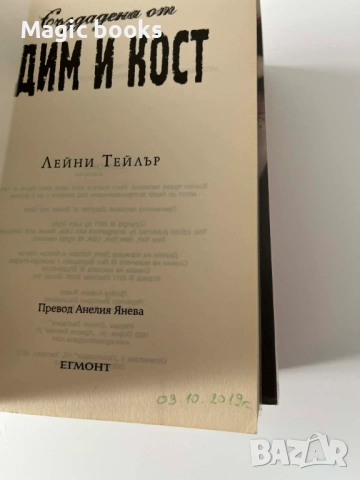 Magic books
Създадена от
ДИМ И КОСТ
ЛЕЙНИ ТЕЙЛЪР
Превод Анелия Янева
ЕГМОНТ
09.10.2019г.
bazar